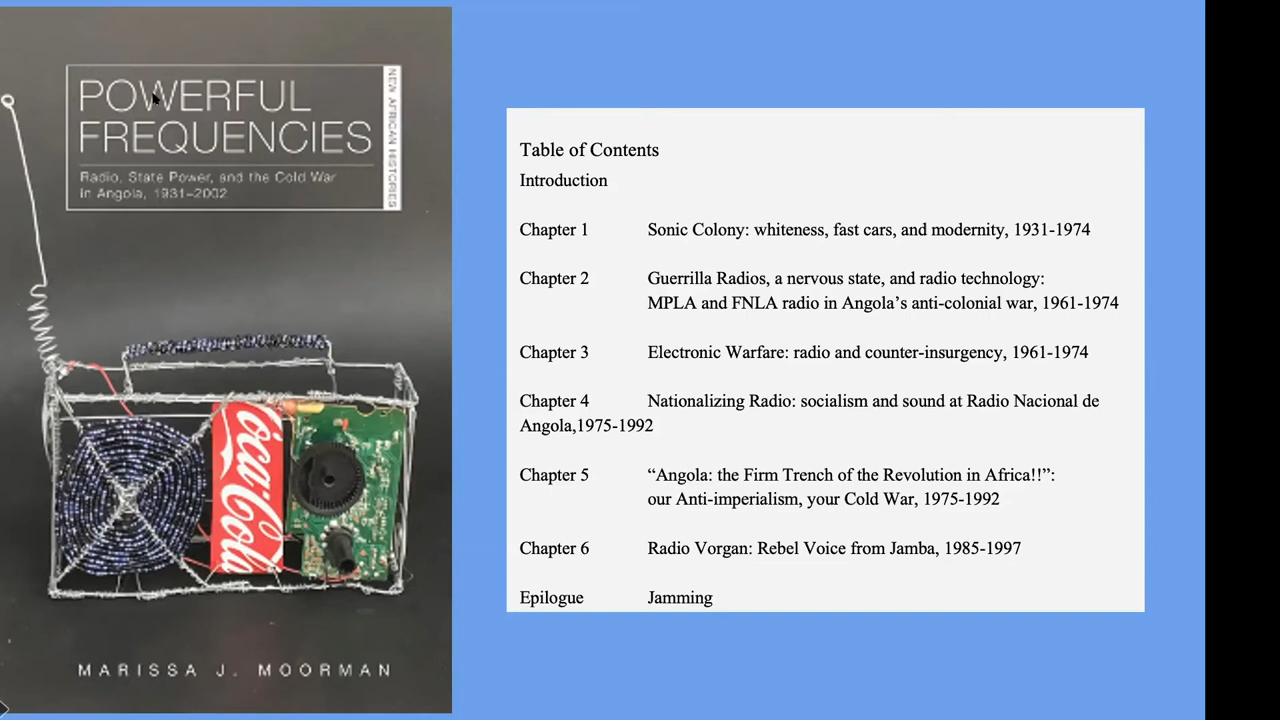 POWERFUL
FREQUENCIES
NEW AFRICAN HISTORIES
Radio, State Power, and the Cold War
in Angola, 1931–2002
Coca-Cola
MARISSA J. MOORMAN
Table of Contents
Introduction
Chapter 1 Sonic Colony: whiteness, fast cars, and modernity, 1931-1974
Chapter 2 Guerrilla Radios, a nervous state, and radio technology:
MPLA and FNLA radio in Angola’s anti-colonial war, 1961-1974
Chapter 3 Electronic Warfare: radio and counter-insurgency, 1961-1974
Chapter 4 Nationalizing Radio: socialism and sound at Radio Nacional de
Angola,1975-1992
Chapter 5 “Angola: the Firm Trench of the Revolution in Africa!!”:
our Anti-imperialism, your Cold War, 1975-1992
Chapter 6 Radio Vorgan: Rebel Voice from Jamba, 1985-1997
Epilogue Jamming